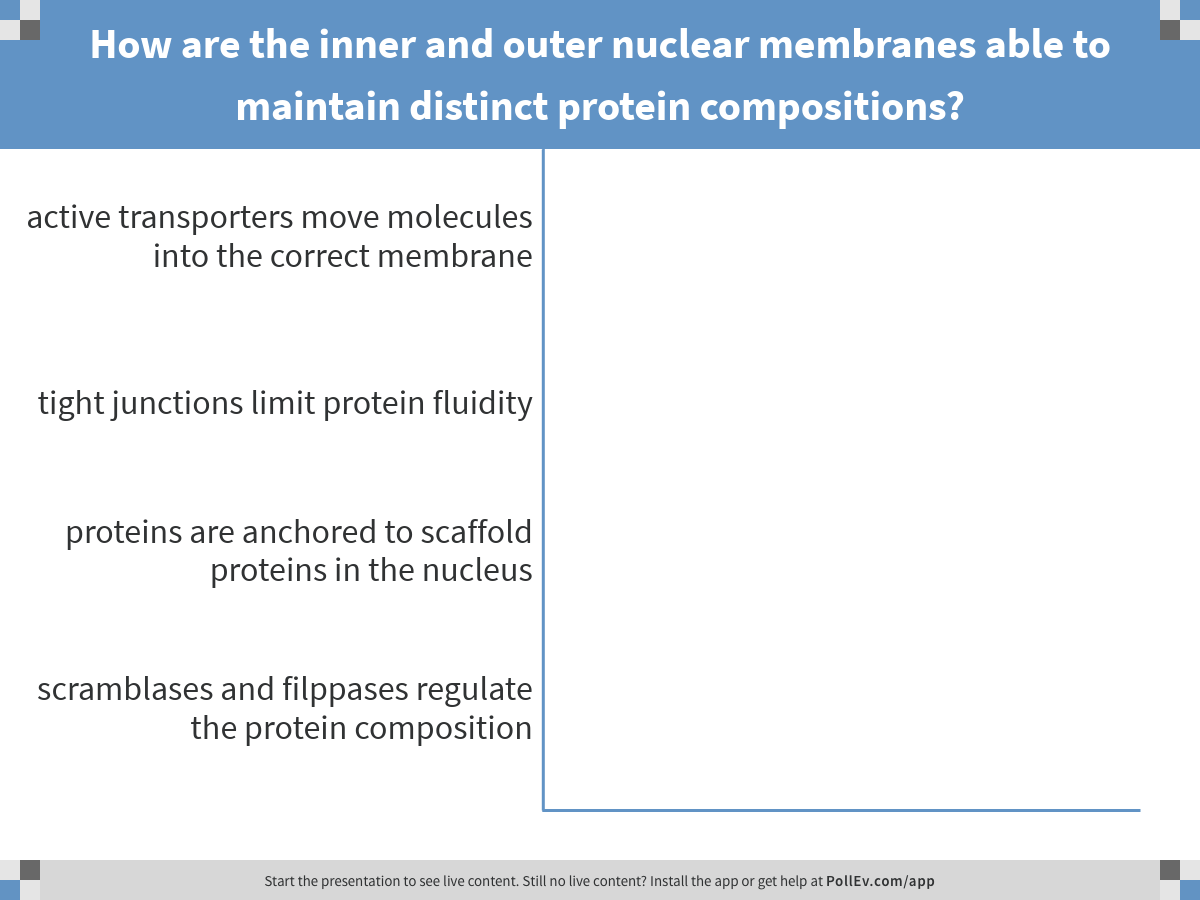 How are the inner and outer nuclear membranes able to
maintain distinct protein compositions?
active transporters move molecules
into the correct membrane
tight junctions limit protein fluidity
proteins are anchored to scaffold
proteins in the nucleus
scramblases and filppases regulate
the protein composition
Start the presentation to see live content. Still no live content? Install the app or get help at PollEv.com/app